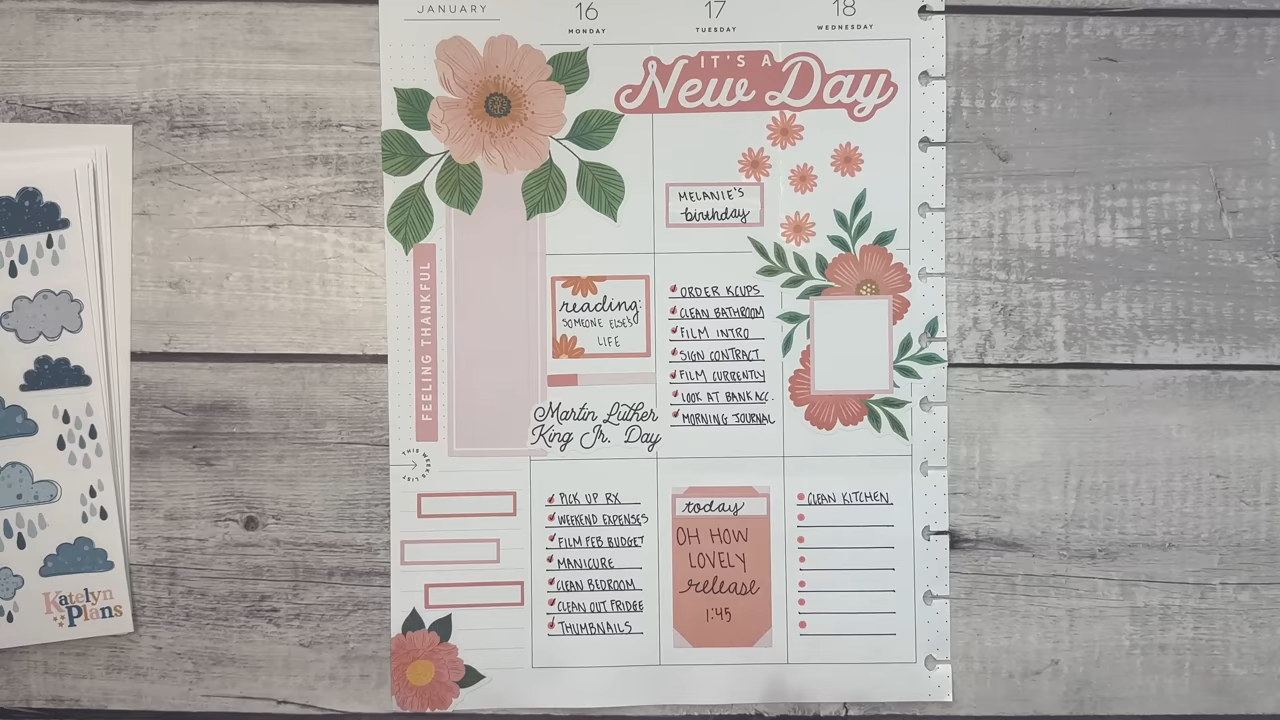 JANUARY
16
MONDAY
17
TUESDAY
18
WEDNESDAY
IT'S A
New Day
MELANIE'S
birthday
FEELING THANKFUL
reading:
SOMEONE ELSE'S
LIFE
Martin Luther
King Jr. Day
ORDER KCUPS
CLEAN BATHROOM
FILM INTRO
SIGN CONTRACT
FILM CURRENTLY
LOOK AT BANK ACC.
MORNING JOURNAL
THIS WEEK'S LIST
PICK UP RX
WEEKEND EXPENSES
FILM FEB BUDGET
MANICURE
CLEAN BEDROOM
CLEAN OUT FRIDGE
THUMBNAILS
today
OH HOW
LOVELY
release
1:45
CLEAN KITCHEN
Katelyn
Plans